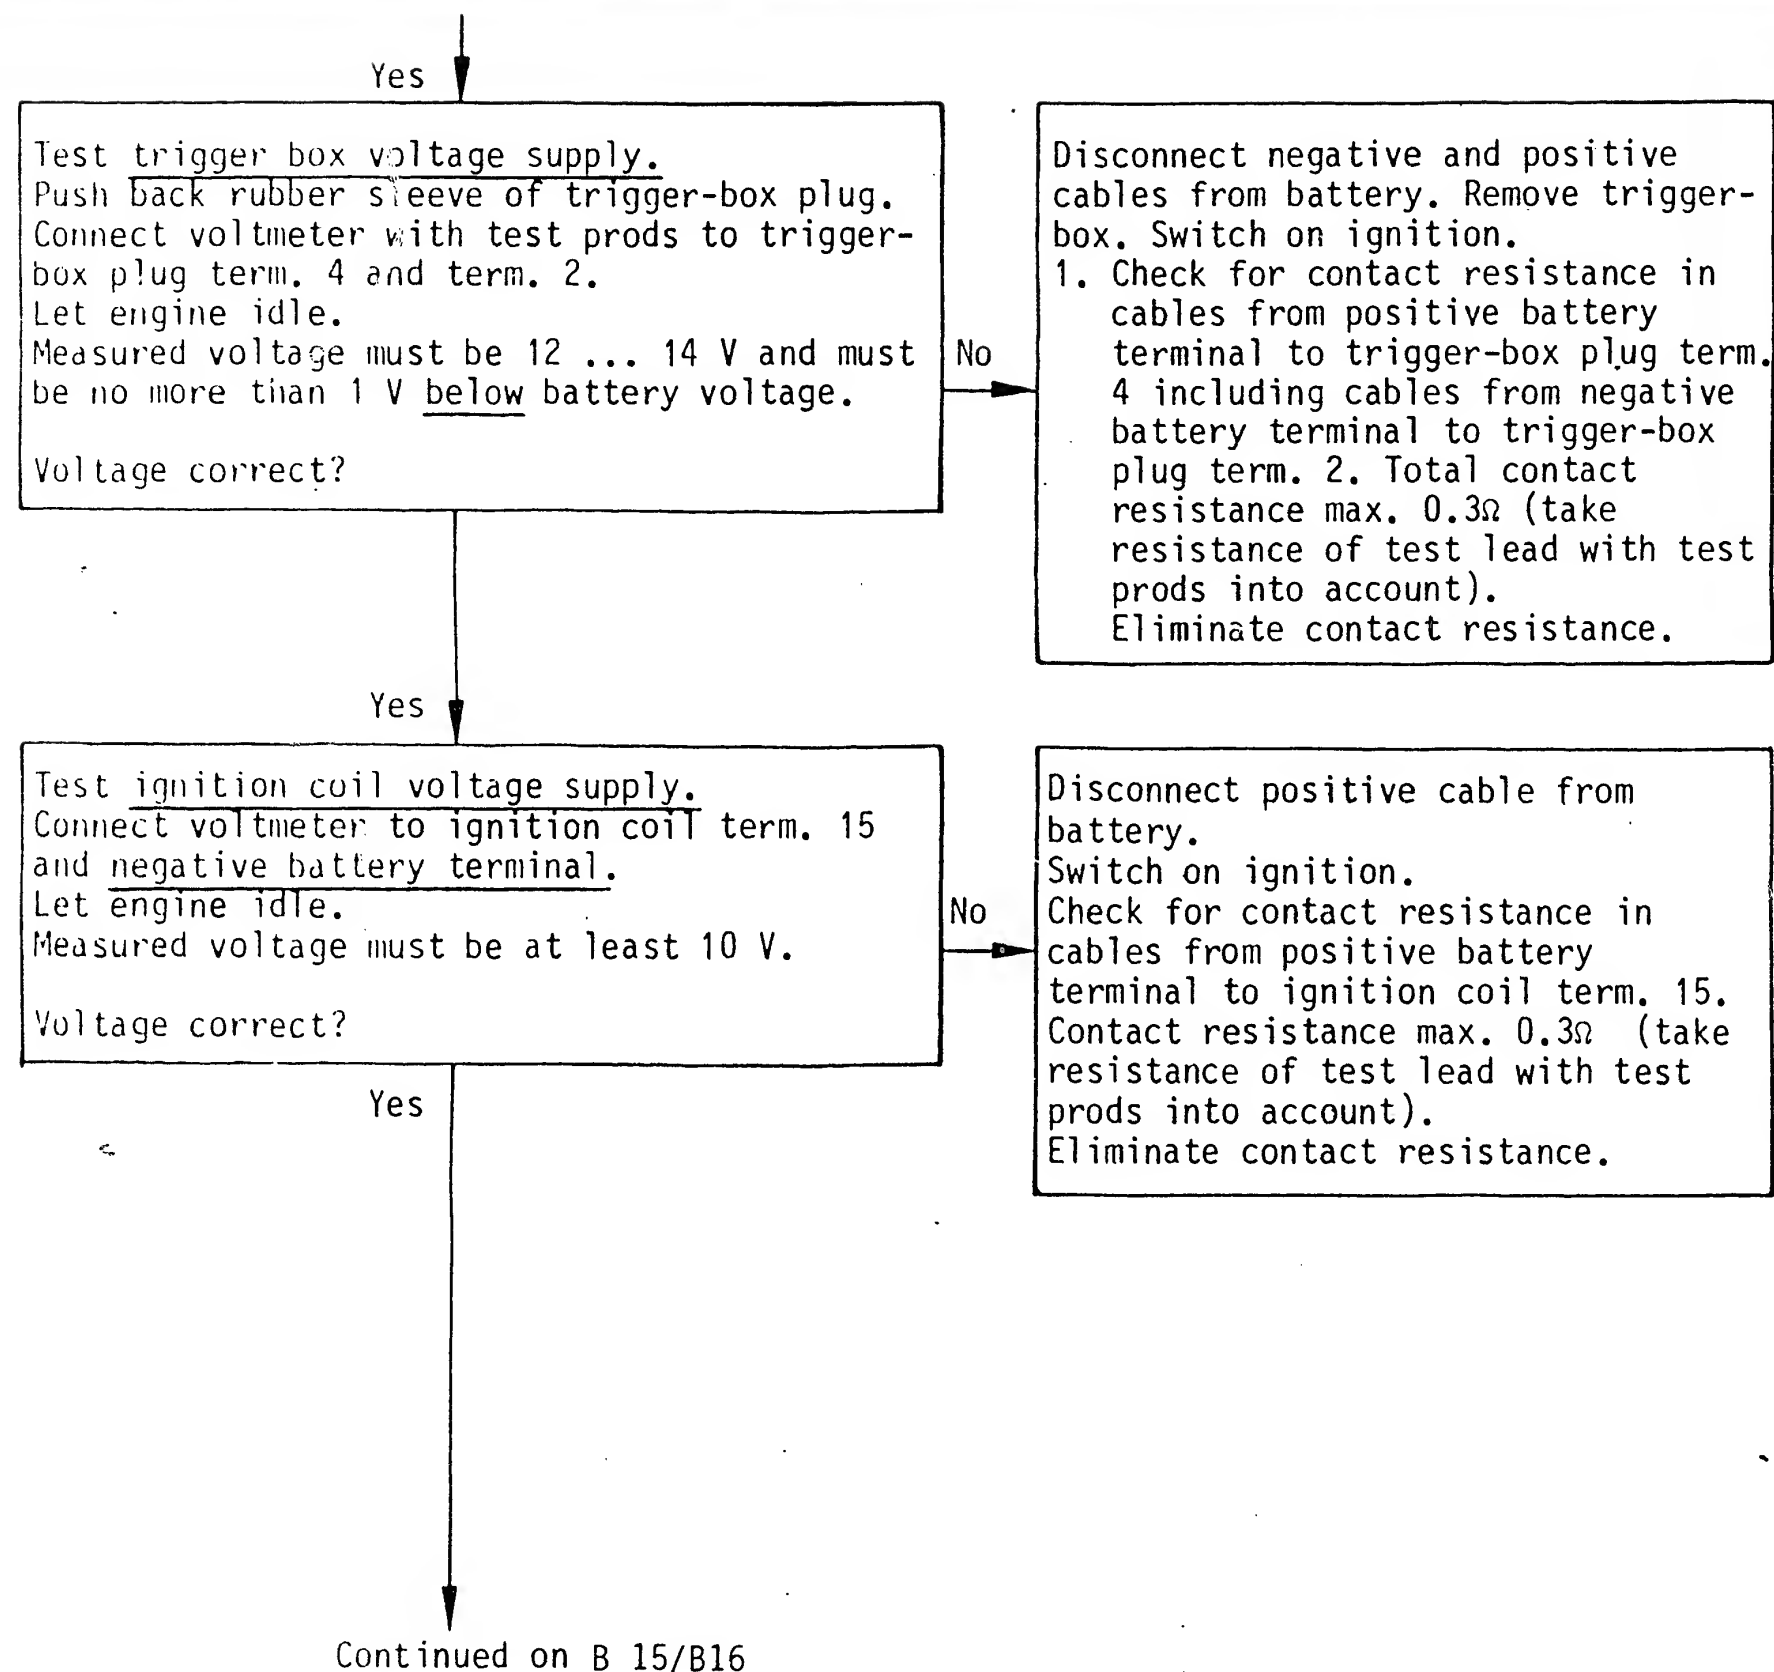 Yes
Test trigger box voltage supply.
Push back rubber sleeve of trigger-box plug.
Connect voltmeter with test prods to trigger-
box plug term. 4 and term. 2.
Let engine idle.
Measured voltage must be 12 ... 14 V and must
be no more than 1 V below battery voltage.
Voltage correct?
No
Disconnect negative and positive
cables from battery. Remove trigger-
box. Switch on ignition.
1. Check for contact resistance in
cables from positive battery
terminal to trigger-box plug term.
4 including cables from negative
battery terminal to trigger-box
plug term. 2. Total contact
resistance max. 0.3Ω (take
resistance of test lead with test
prods into account).
Eliminate contact resistance.
Yes
Test ignition coil voltage supply.
Connect voltmeter to ignition coil term. 15
and negative battery terminal.
Let engine idle.
Measured voltage must be at least 10 V.
Voltage correct?
No
Disconnect positive cable from
battery.
Switch on ignition.
Check for contact resistance in
cables from positive battery
terminal to ignition coil term. 15.
Contact resistance max. 0.3Ω (take
resistance of test lead with test
prods into account).
Eliminate contact resistance.
Yes
Continued on B 15/B16